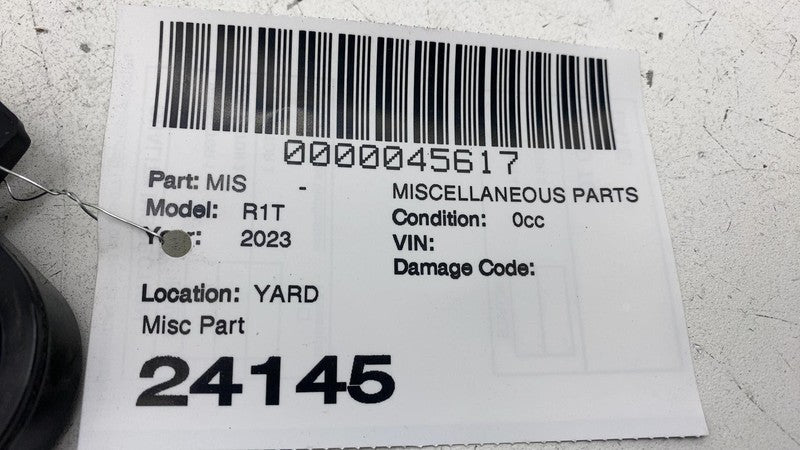 0000045617
Part: MIS - MISCELLANEOUS PARTS
Model: R1T Condition: 0cc
2023 VIN:
Damage Code:
Location: YARD
Misc Part
24145